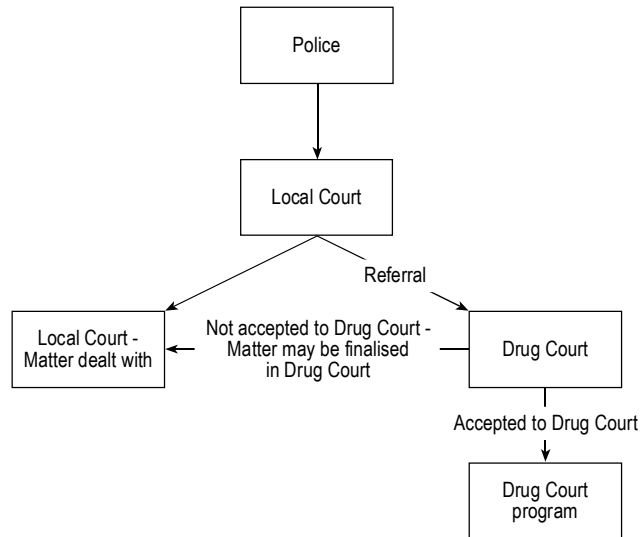 Police
Local Court
Referral
Local Court -
Matter dealt with
Not accepted to Drug Court -
Matter may be finalised
in Drug Court
Drug Court
Accepted to Drug Court
Drug Court
program